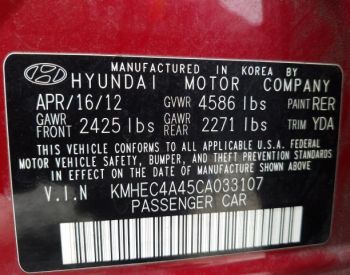 MANUFACTURED IN KOREA BY
HYUNDAI MOTOR COMPANY
APR/16/12 GVWR 4586 lbs PAINT RER
GAWR FRONT 2425 lbs GAWR REAR 2271 lbs TRIM YDA
THIS VEHICLE CONFORMS TO ALL APPLICABLE U.S.A. FEDERAL
MOTOR VEHICLE SAFETY, BUMPER, AND THEFT PREVENTION
STANDARDS IN EFFECT ON THE DATE OF MANUFACTURE SHOWN ABOVE.
V.I.N KMHEC4A45CA033107
PASSENGER CAR